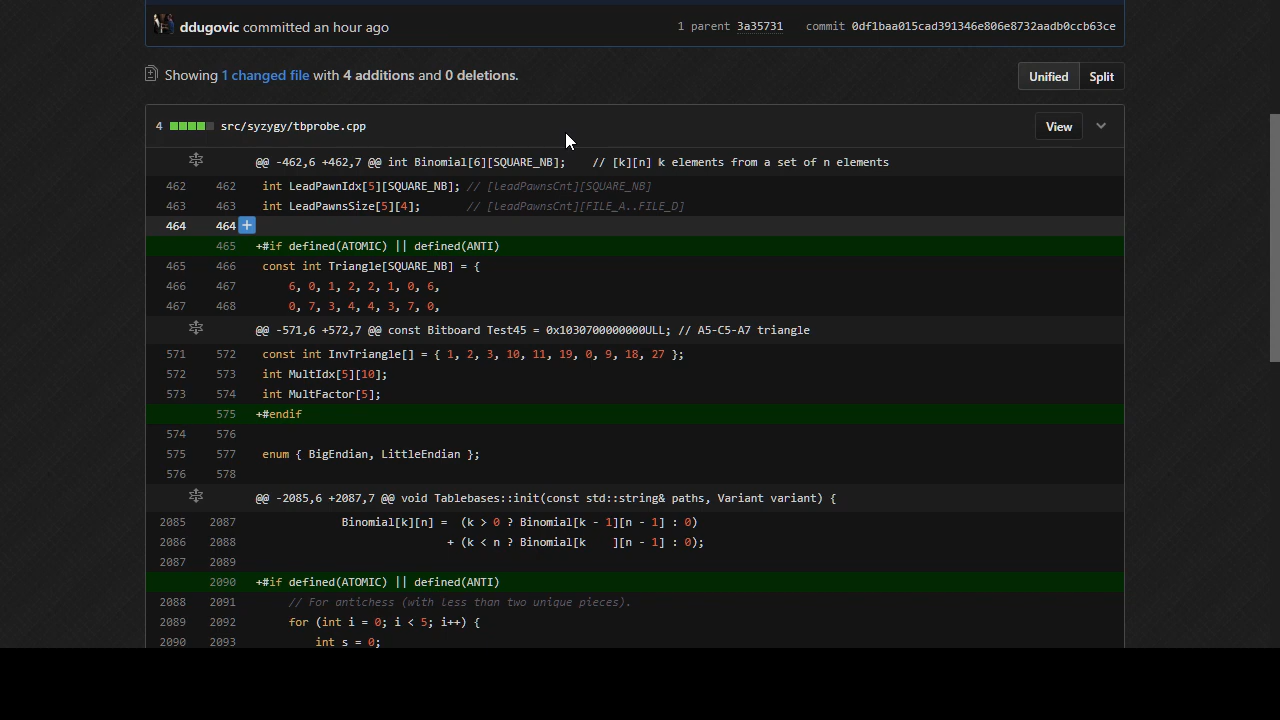 ddugovic committed an hour ago 1 parent 3a35731 commit 0df1baa015cad391346e806e8732aadb0ccb63ce
Showing 1 changed file with 4 additions and 0 deletions. Unified Split
4 src/syzygy/tbprobe.cpp View
@@ -462,6 +462,7 @@ int Binomial[6][SQUARE_NB];    // [k][n] k elements from a set of n elements
462 462 int LeadPawnIdx[5][SQUARE_NB]; // [leadPawnsCnt][SQUARE_NB]
463 463 int LeadPawnsSize[5][4];       // [leadPawnsCnt][FILE_A..FILE_D]
464 464 +
465 +#if defined(ATOMIC) || defined(ANTI)
465 466 const int Triangle[SQUARE_NB] = {
466 467     6, 0, 1, 2, 2, 1, 0, 6,
467 468     0, 7, 3, 4, 4, 3, 7, 0,
@@ -571,6 +572,7 @@ const Bitboard Test45 = 0x1030700000000ULL; // A5-C5-A7 triangle
571 572 const int InvTriangle[] = { 1, 2, 3, 10, 11, 19, 0, 9, 18, 27 };
572 573 int MultIdx[5][10];
573 574 int MultFactor[5];
575 +#endif
574 576
575 577 enum { BigEndian, LittleEndian };
576 578
@@ -2085,6 +2087,7 @@ void Tablebases::init(const std::string& paths, Variant variant) {
2085 2087             Binomial[k][n] =  (k > 0 ? Binomial[k - 1][n - 1] : 0)
2086 2088                             + (k < n ? Binomial[k    ][n - 1] : 0);
2087 2089
2090 +#if defined(ATOMIC) || defined(ANTI)
2088 2091     // For antichess (with less than two unique pieces).
2089 2092     for (int i = 0; i < 5; i++) {
2090 2093         int s = 0;